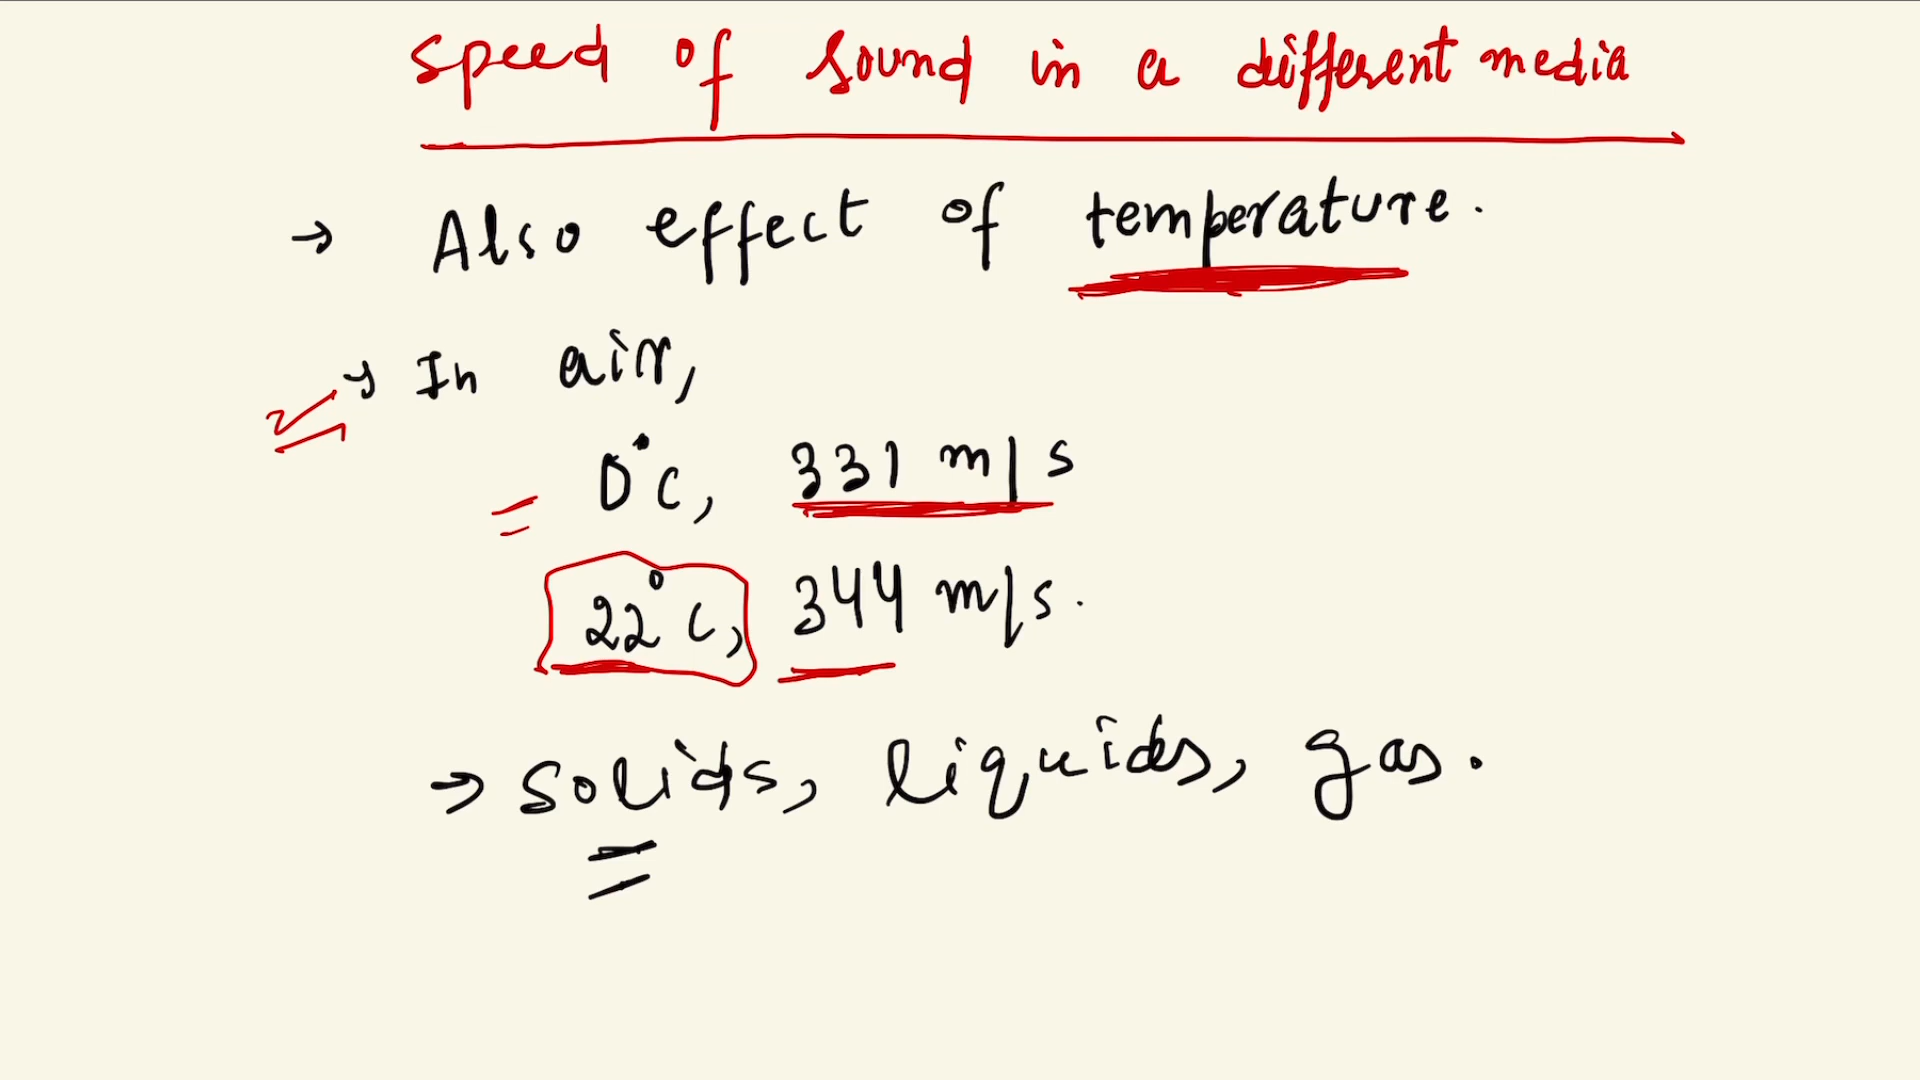 speed of sound in a different media
→ Also effect of temperature.
→ In air,
0°C, 331 m/s
22°C, 344 m/s.
→ solids, liquids, gas.